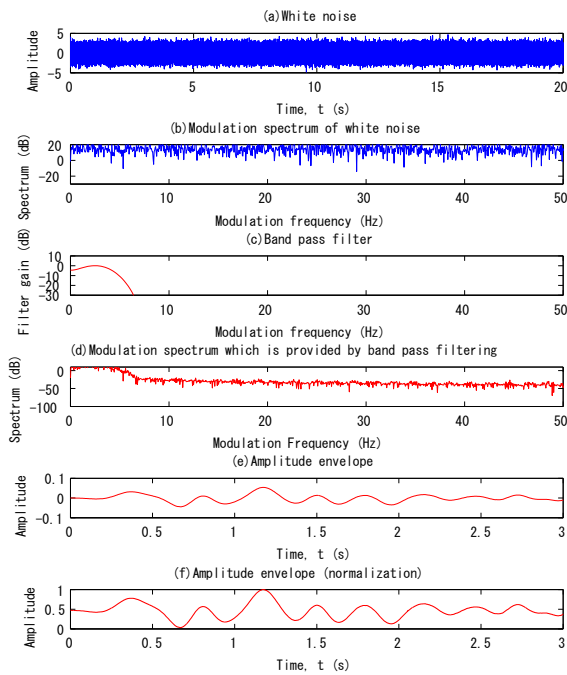 (a)White noise
Amplitude
5
0
-5
0 5 10 15 20
Time, t (s)
(b)Modulation spectrum of white noise
Spectrum (dB)
20
0
-20
0 10 20 30 40 50
Modulation frequency (Hz)
(c)Band pass filter
Filter gain (dB)
10
0
-10
-20
-30
0 10 20 30 40 50
Modulation frequency (Hz)
(d)Modulation spectrum which is provided by band pass filtering
Spectrum (dB)
0
-50
-100
0 10 20 30 40 50
Modulation Frequency (Hz)
(e)Amplitude envelope
Amplitude
0.1
0
-0.1
0 0.5 1 1.5 2 2.5 3
Time, t (s)
(f)Amplitude envelope (normalization)
Amplitude
1
0.5
0
0 0.5 1 1.5 2 2.5 3
Time, t (s)